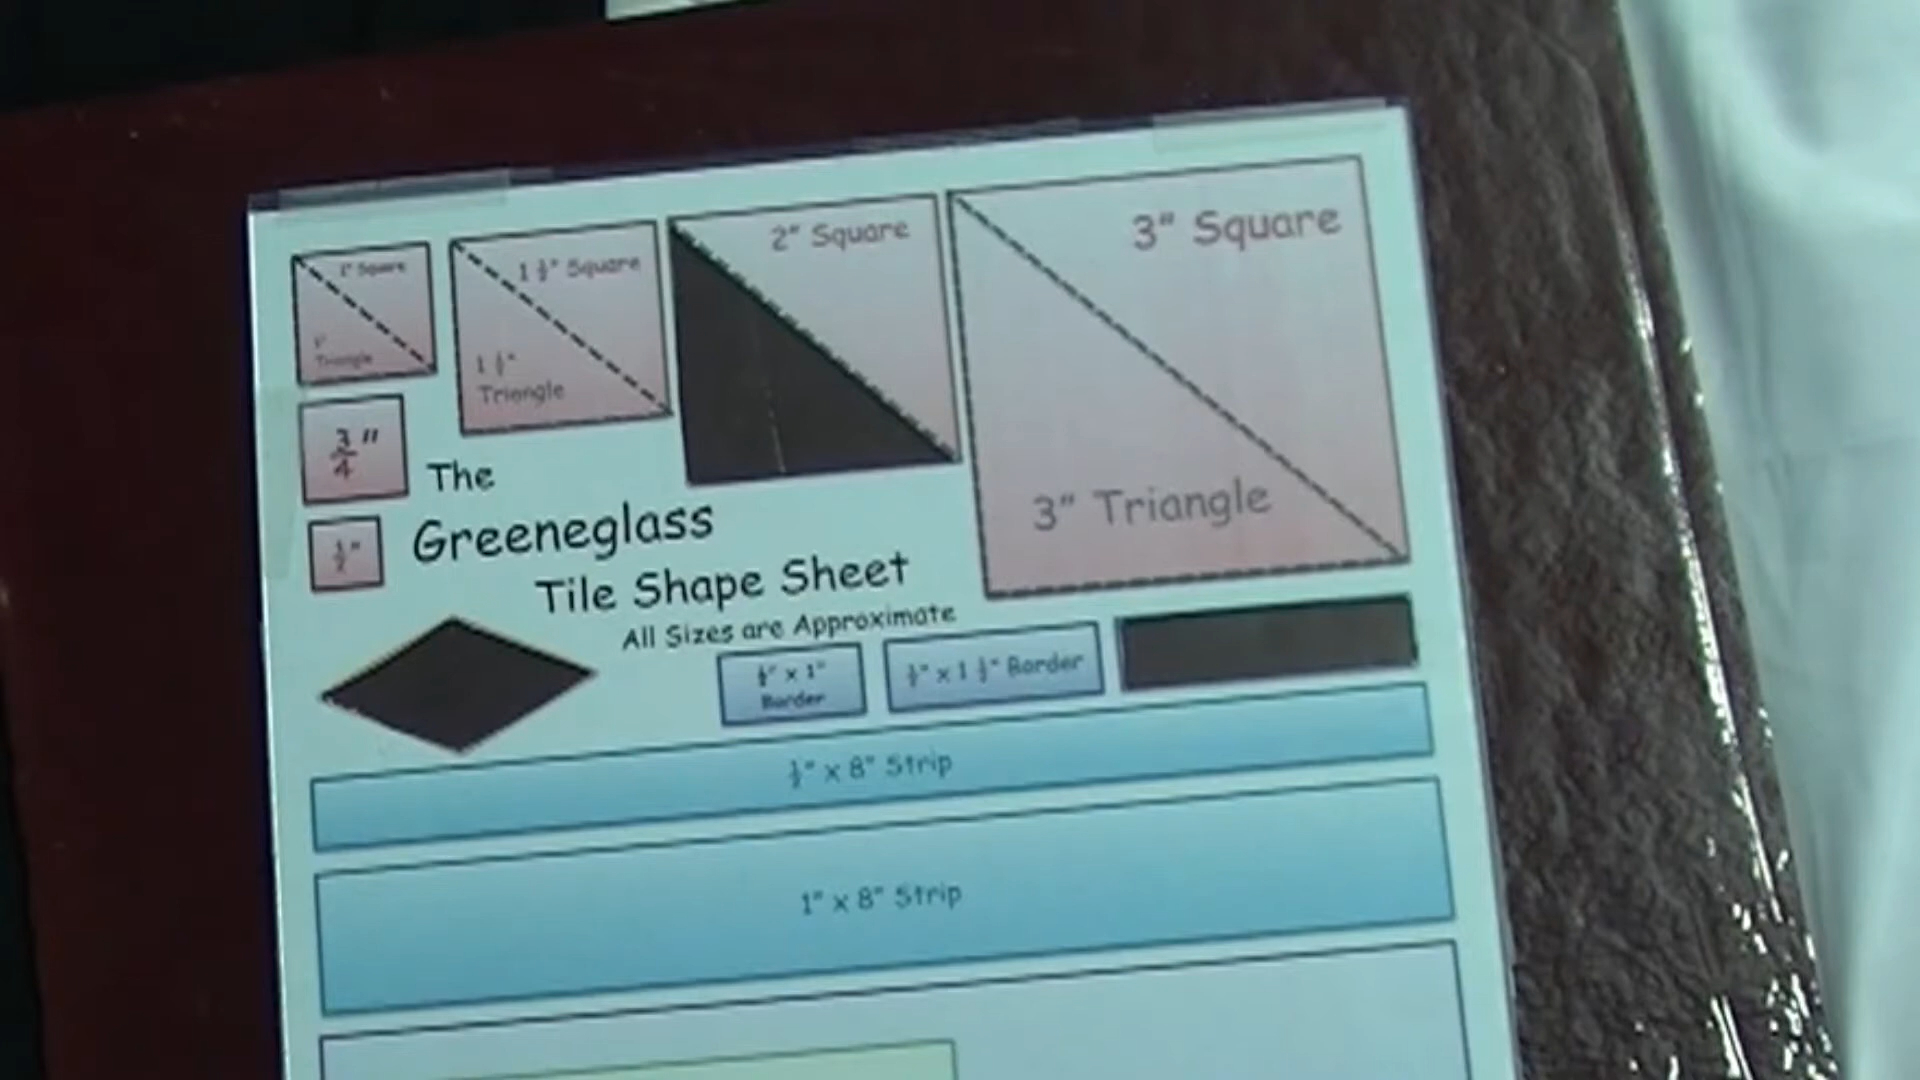 1" Square
1"
Triangle
1 ½" Square
1 ½"
Triangle
2" Square
3" Square
3" Triangle
¾"
½"
The
Greeneglass
Tile Shape Sheet
All Sizes are Approximate
½" x 1"
Border
½" x 1 ½" Border
½" x 8" Strip
1" x 8" Strip